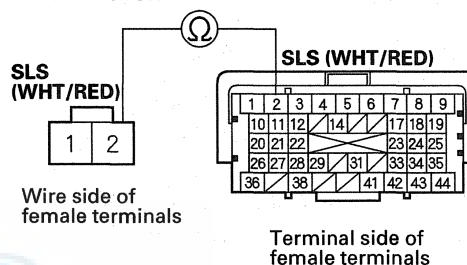 Ω
SLS (WHT/RED)
SLS
(WHT/RED)
1 2 3 4 5 6 7 8 9
10 11 12 14 17 18 19
1 2
20 21 22 23 24 25
26 27 28 29 31 33 34 35
36 38 41 42 43 44
Wire side of
female terminals
Terminal side of
female terminals